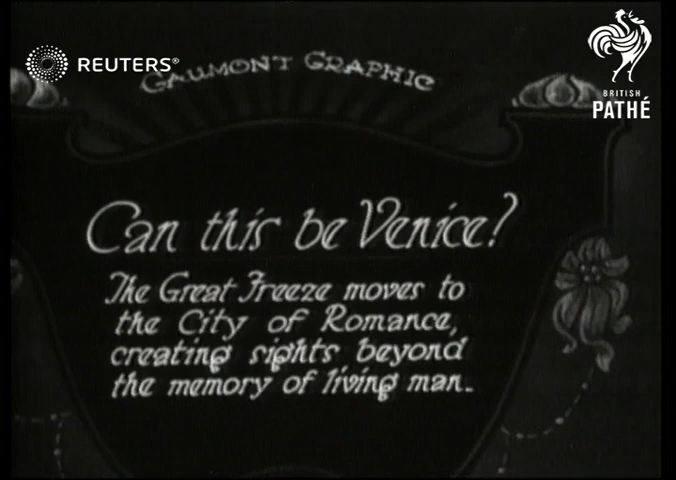 REUTERS®
BRITISH
PATHÉ
GAUMONT GRAPHIC
Can this be Venice?
The Great Freeze moves to
the City of Romance,
creating sights beyond
the memory of living man.